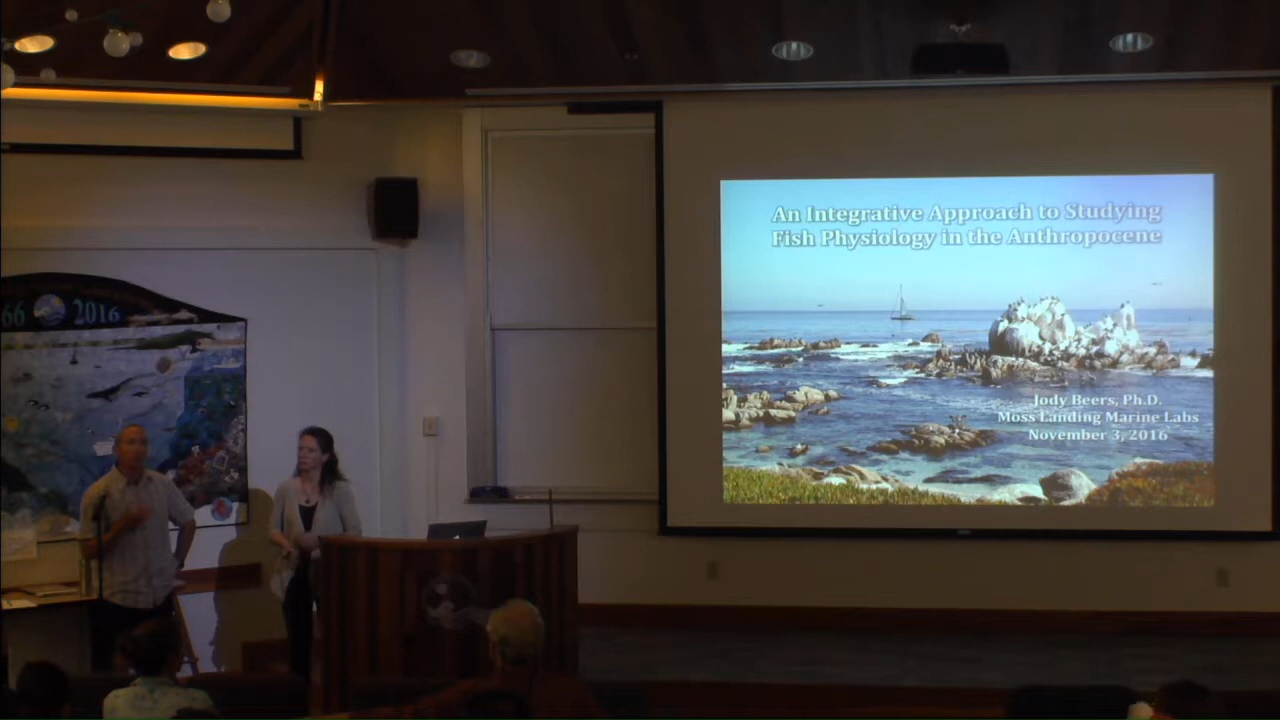 An Integrative Approach to Studying
Fish Physiology in the Anthropocene
Jody Beers, Ph.D.
Moss Landing Marine Labs
November 3, 2016
66 2016